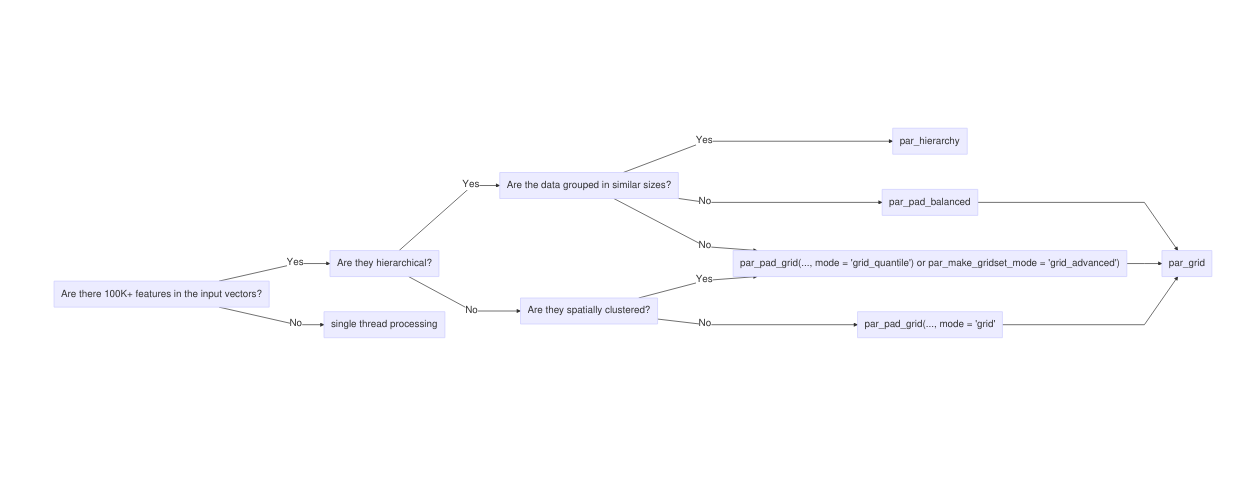 Yes
par_hierarchy
Yes
Are the data grouped in similar sizes?
No
par_pad_balanced
No
Yes
Are they hierarchical?
par_pad_grid(..., mode = 'grid_quantile') or par_make_gridset_mode = 'grid_advanced')
par_grid
Yes
Are there 100K+ features in the input vectors?
No
Are they spatially clustered?
No
single thread processing
No
par_pad_grid(..., mode = 'grid'